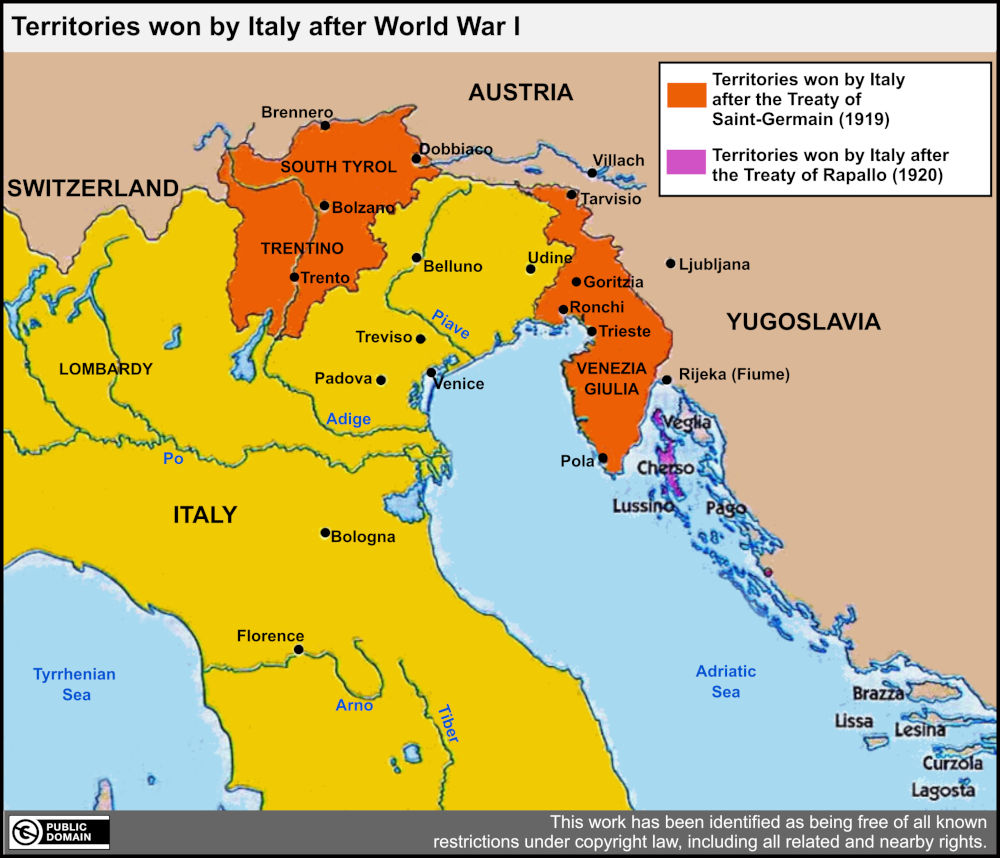 Territories won by Italy after World War I
Territories won by Italy
after the Treaty of
Saint-Germain (1919)
Territories won by Italy after
the Treaty of Rapallo (1920)
AUSTRIA
Brennero
Dobbiaco
Villach
SOUTH TYROL
SWITZERLAND
Tarvisio
Bolzano
TRENTINO
Udine
Belluno
Ljubljana
Trento
Goritzia
Ronchi
Piave
YUGOSLAVIA
Treviso
Trieste
LOMBARDY
VENEZIA
GIULIA
Padova
Venice
Rijeka (Fiume)
Adige
Veglia
Po
Pola
Cherso
Lussino
Pago
ITALY
Bologna
Florence
Tyrrhenian
Sea
Adriatic
Sea
Arno
Tiber
Brazza
Lissa
Lesina
Curzola
Lagosta
PUBLIC
DOMAIN
This work has been identified as being free of all known
restrictions under copyright law, including all related and nearby rights.